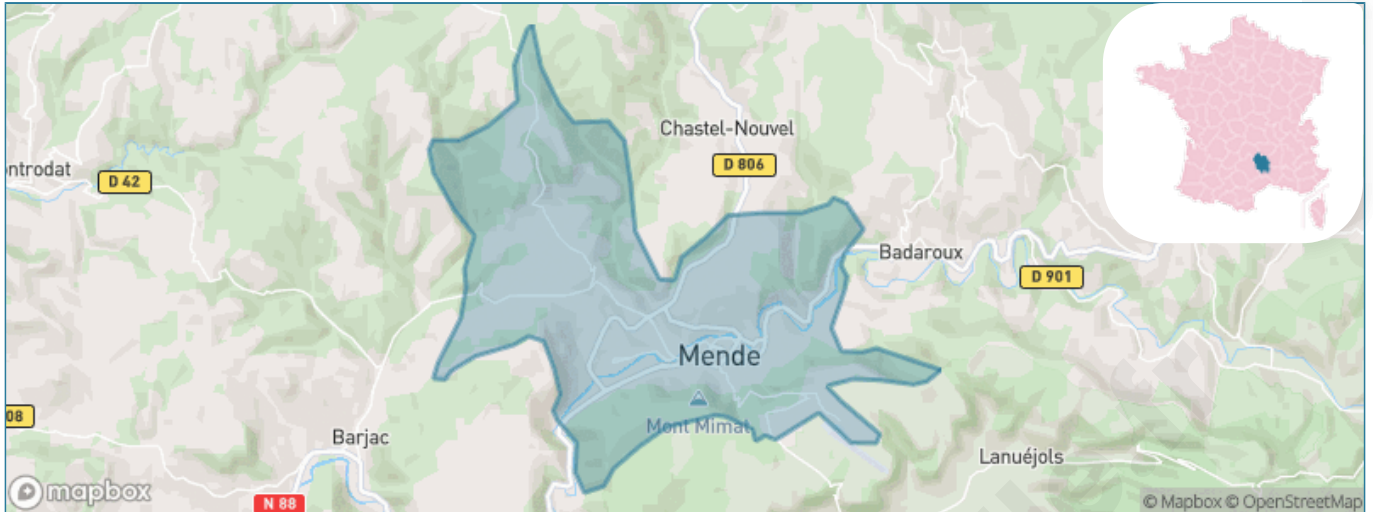 Chastel-Nouvel
D 806
ontrodat
D 42
Badaroux
D 901
Mende
Mont Mimat
08
Barjac
Lanuéjols
N 88
mapbox
© Mapbox © OpenStreetMap